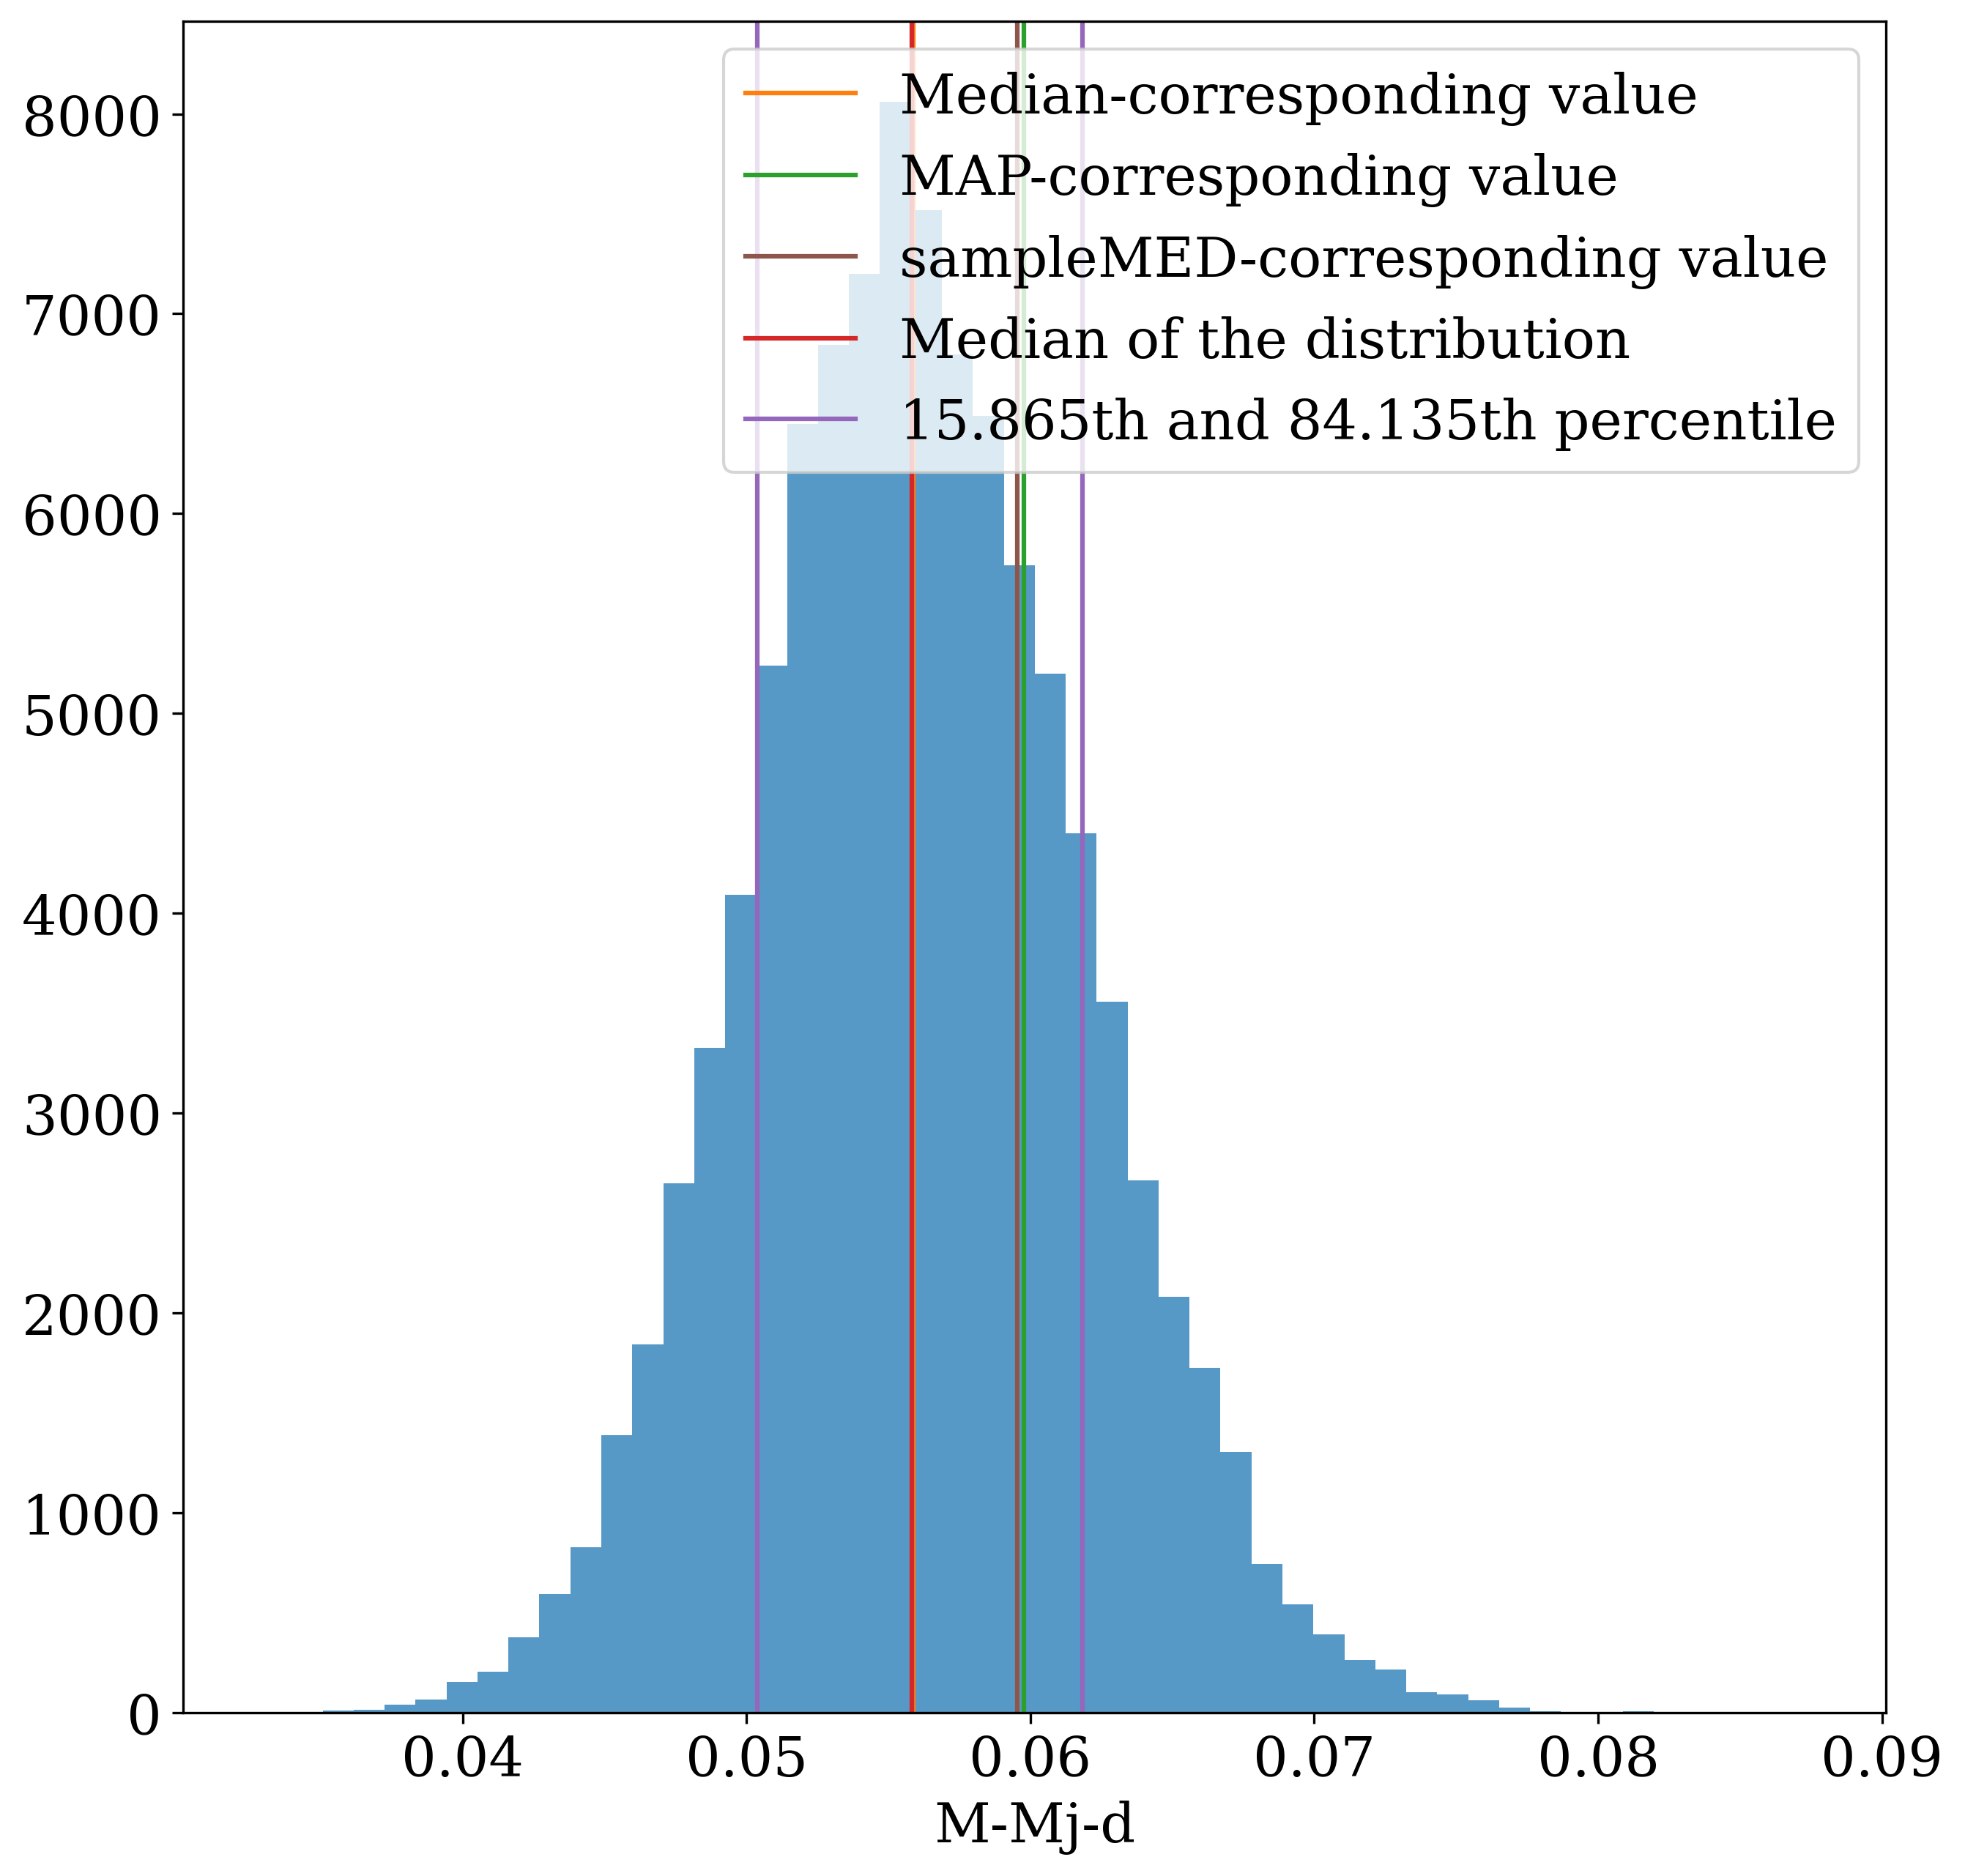 Median-corresponding value
MAP-corresponding value
sampleMED-corresponding value
Median of the distribution
15.865th and 84.135th percentile
8000
7000
6000
5000
4000
3000
2000
1000
0
0.04 0.05 0.06 0.07 0.08 0.09
M-Mj-d